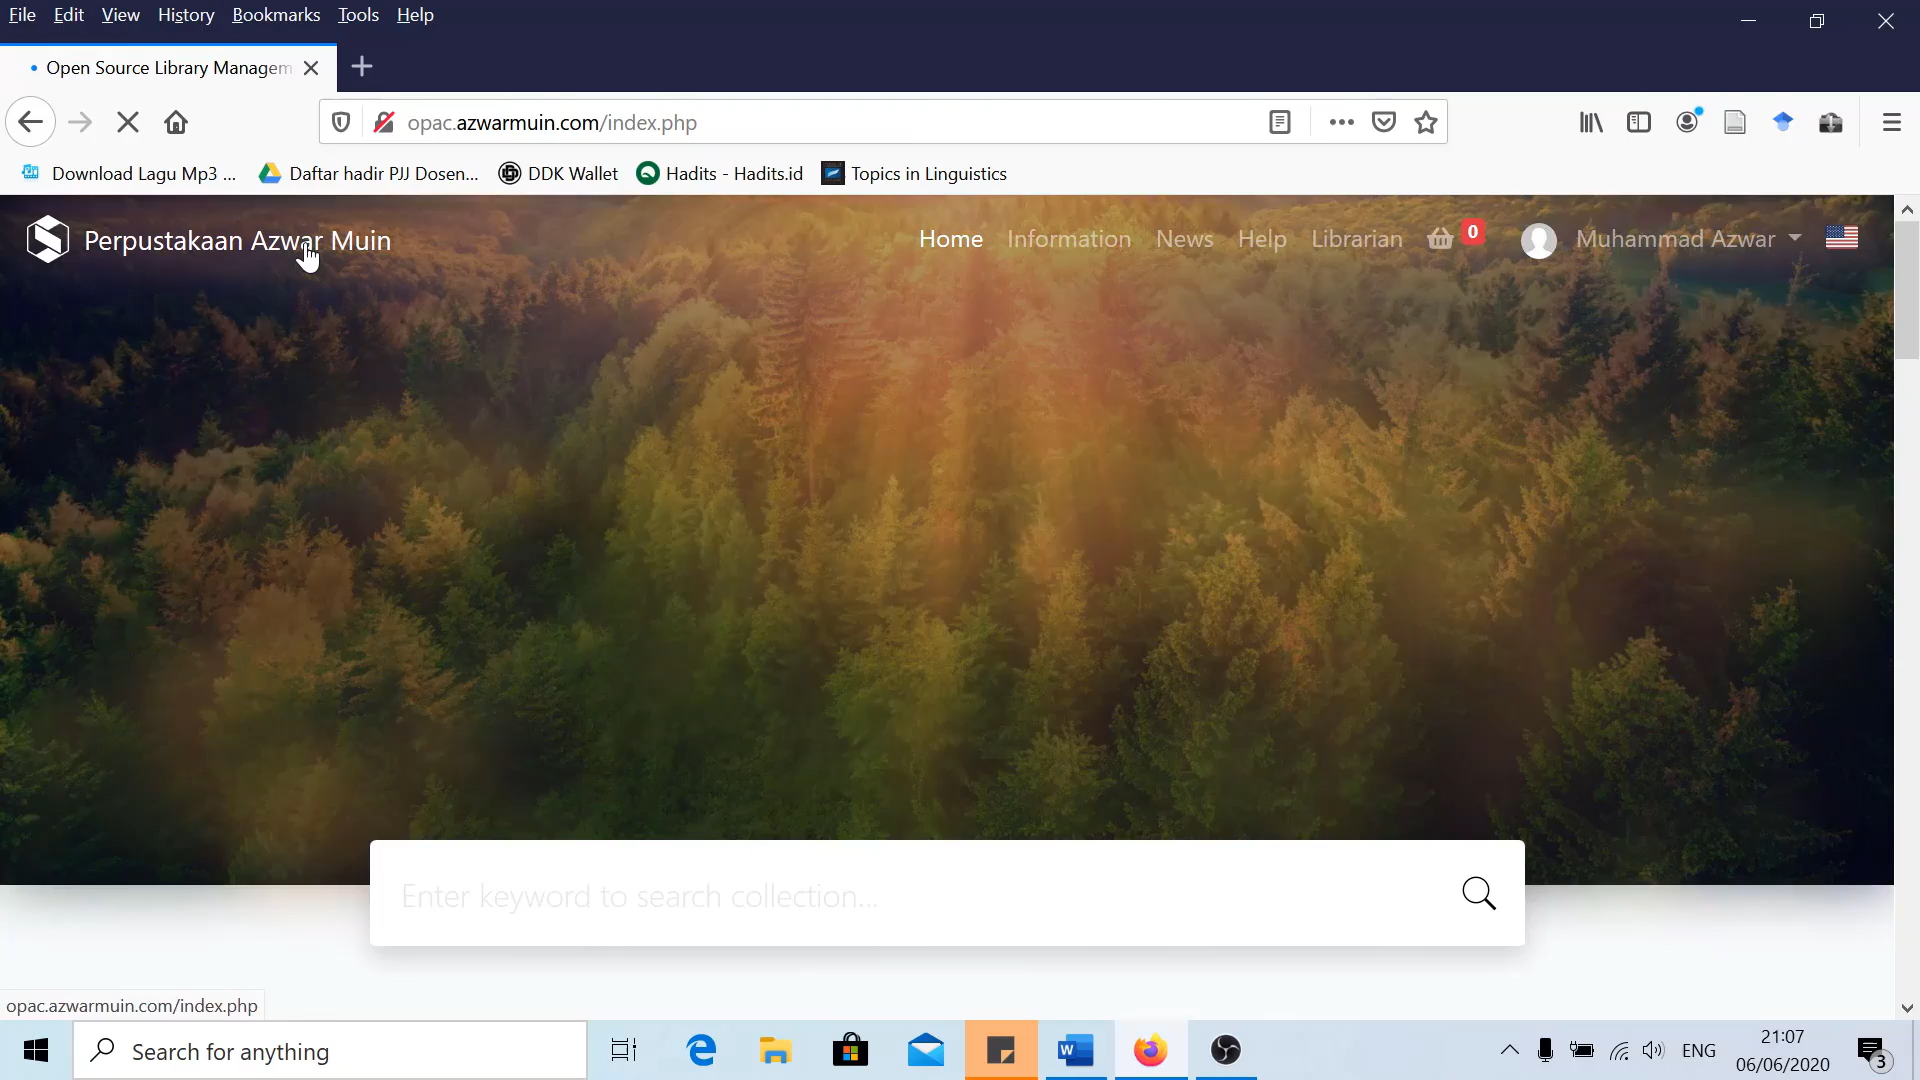 File Edit View History Bookmarks Tools Help
Open Source Library Managem
opac.azwarmuin.com/index.php
Download Lagu Mp3 ... Daftar hadir PJJ Dosen... DDK Wallet Hadits - Hadits.id Topics in Linguistics
Perpustakaan Azwar Muin Home Information News Help Librarian 0 Muhammad Azwar
Enter keyword to search collection...
opac.azwarmuin.com/index.php
Search for anything ENG 21:07
06/06/2020 3